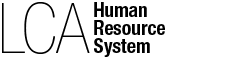 LCA Human
Resource
System